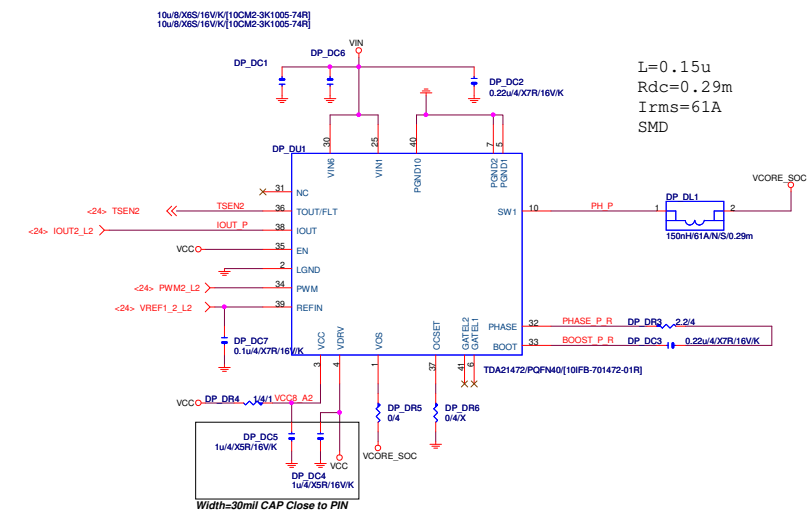 10u/8/X6S/16V/K/[10CM2-3K1005-74R]
10u/8/X6S/16V/K/[10CM2-3K1005-74R]
VIN
DP_DC1
DP_DC6
DP_DC2
0.22u/4/X7R/16V/K
L=0.15u
Rdc=0.29m
Irms=61A
SMD
DP_DU1
30
25
40
7
5
VIN6
VIN1
PGND10
PGND2
PGND1
31
NC
<24> TSEN2
TSEN2
36
TOUT/FLT
<24> IOUT2_L2
IOUT_P
38
IOUT
VCC
35
EN
2
LGND
<24> PWM2_L2
34
PWM
<24> VREF1_2_L2
39
REFIN
SW1
10
PH_P
DP_DL1
1
2
150nH/61A/N/S/0.29m
VCORE_SOC
DP_DC7
0.1u/4/X7R/16V/K
PHASE
32
PHASE_P_R
DP_DR3
2.2/4
BOOT
33
BOOST_P_R
DP_DC3
0.22u/4/X7R/16V/K
VCC
VDRV
VOS
OCSET
GATEL2
GATEL1
3
4
1
37
41
6
TDA21472/PQFN40/[10IFB-701472-01R]
VCC
DP_DR4
1/4/1
VCC8_A2
DP_DR5
0/4
DP_DR6
0/4/X
DP_DC5
1u/4/X5R/16V/K
VCORE_SOC
VCC
DP_DC4
1u/4/X5R/16V/K
Width=30mil CAP Close to PIN